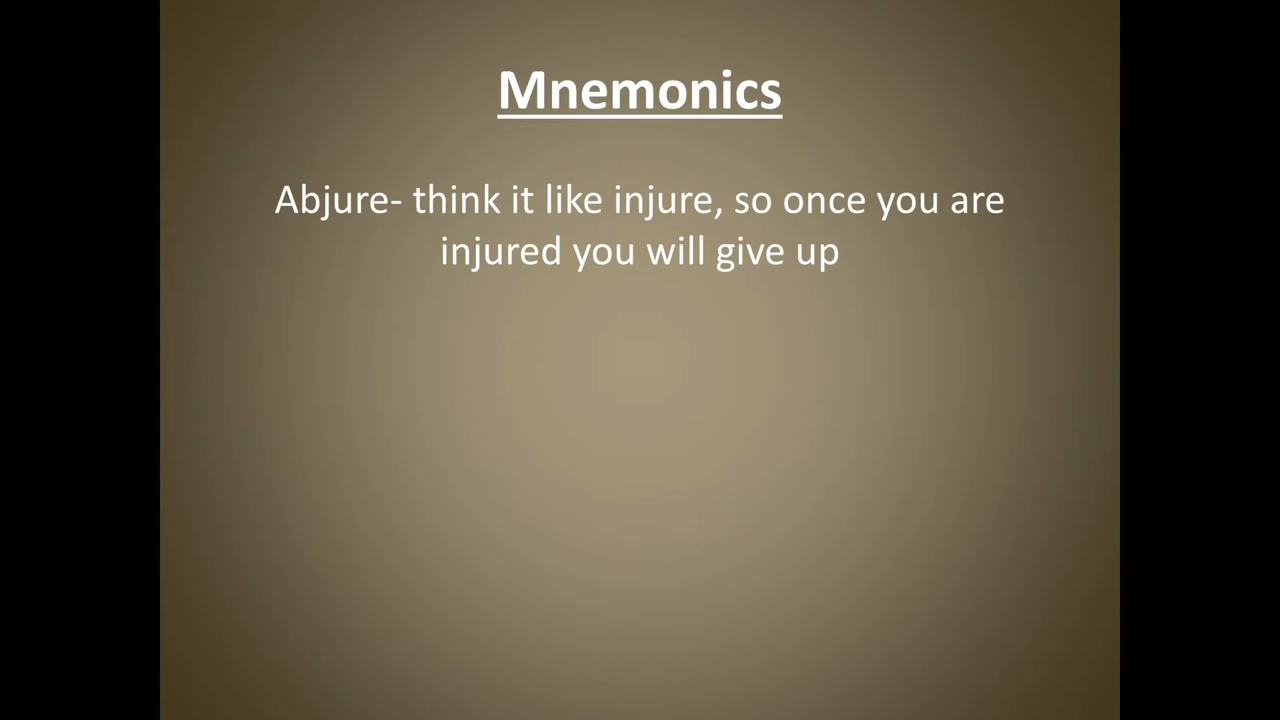 Mnemonics
Abjure- think it like injure, so once you are
injured you will give up